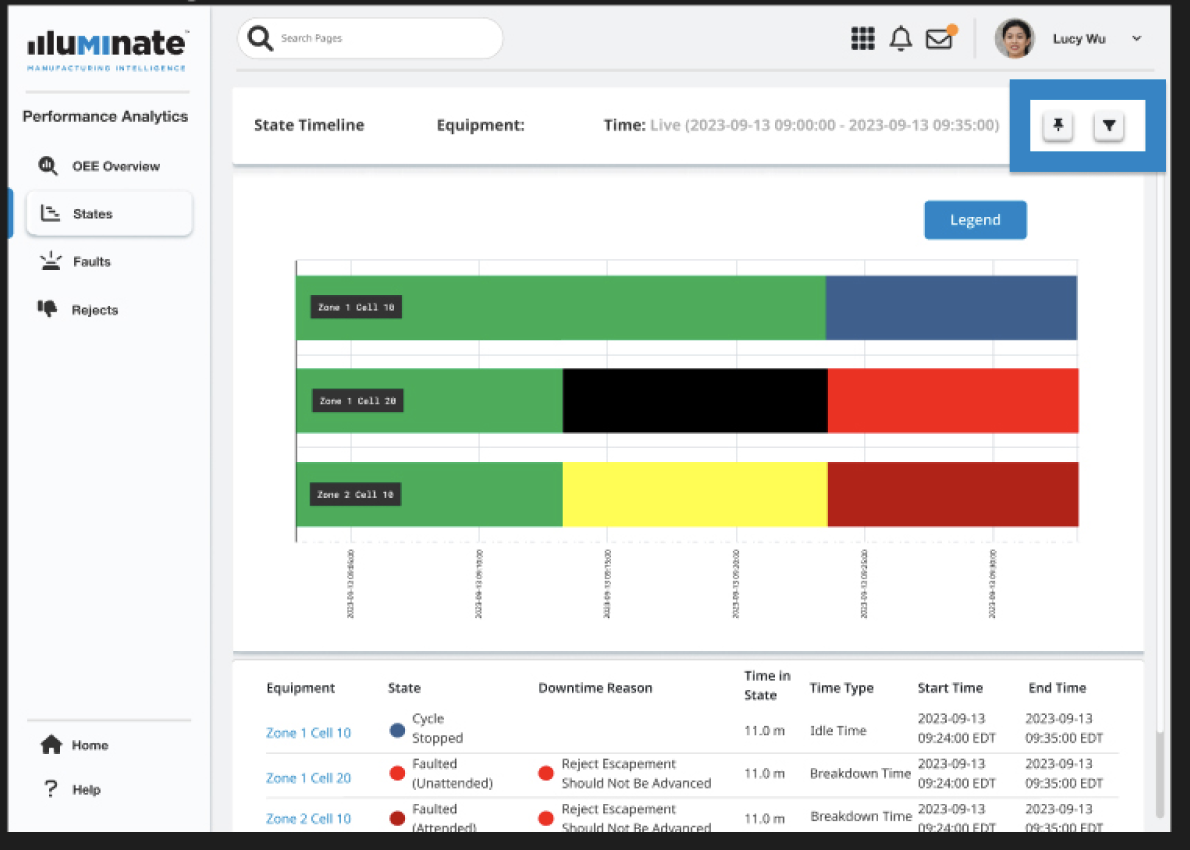 ılluMINate
MANUFACTURING INTELLIGENCE
Search Pages
Lucy Wu
Performance Analytics
OEE Overview
States
Faults
Rejects
Home
Help
State Timeline
Equipment:
Time: Live (2023-09-13 09:00:00 - 2023-09-13 09:35:00)
Legend
Zone 1 Cell 10
Zone 1 Cell 20
Zone 2 Cell 10
2023-09-13 09:10:00
2023-09-13 09:15:00
2023-09-13 09:20:00
2023-09-13 09:25:00
2023-09-13 09:30:00
Equipment State Downtime Reason Time in State Time Type Start Time End Time
Zone 1 Cell 10 Cycle Stopped 11.0 m Idle Time 2023-09-13 09:24:00 EDT 2023-09-13 09:35:00 EDT
Zone 1 Cell 20 Faulted (Unattended) Reject Escapement Should Not Be Advanced 11.0 m Breakdown Time 2023-09-13 09:24:00 EDT 2023-09-13 09:35:00 EDT
Zone 2 Cell 10 Faulted (Attended) Reject Escapement Should Not Be Advanced 11.0 m Breakdown Time 2023-09-13 09:24:00 EDT 2023-09-13 09:35:00 EDT